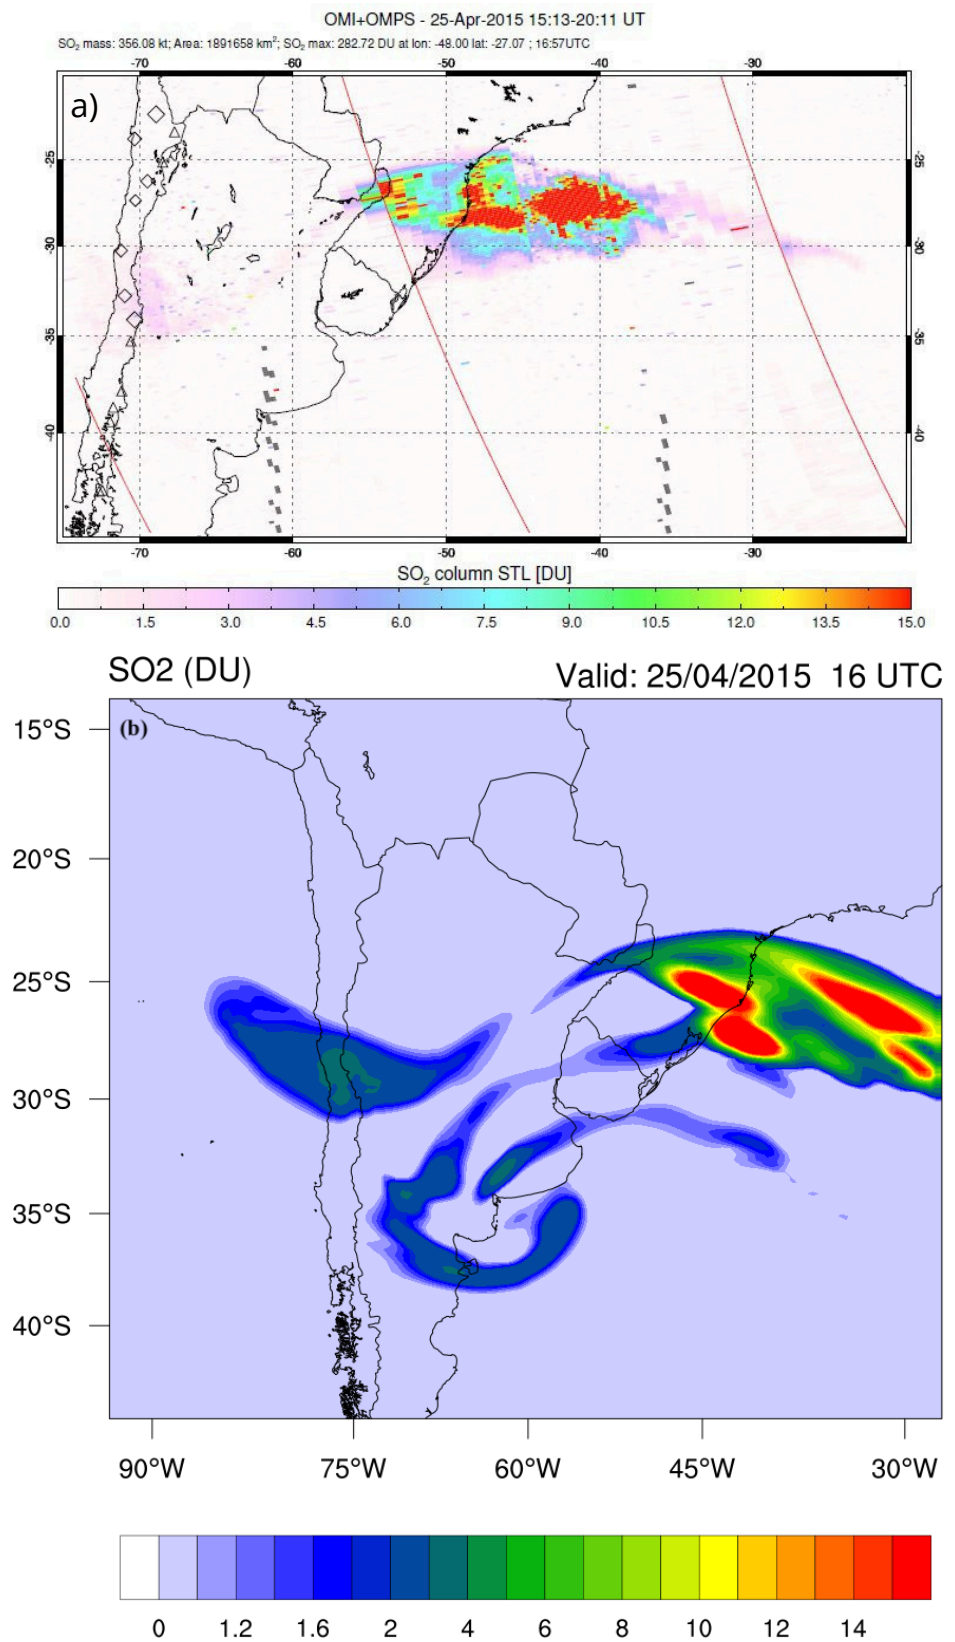 OMI+OMPS - 25-Apr-2015 15:13-20:11 UT
SO2 mass: 356.08 kt; Area: 1891658 km2; SO2 max: 282.72 DU at lon: -48.00 lat: -27.07 ; 16:57UTC
-70 -60 -50 -40 -30
a)
-25 -25
-30 -30
-35 -35
-40 -40
-70 -60 -50 -40 -30
SO2 column STL [DU]
0.0 1.5 3.0 4.5 6.0 7.5 9.0 10.5 12.0 13.5 15.0
SO2 (DU) Valid: 25/04/2015 16 UTC
(b)
15°S
20°S
25°S
30°S
35°S
40°S
90°W 75°W 60°W 45°W 30°W
0 1.2 1.6 2 4 6 8 10 12 14